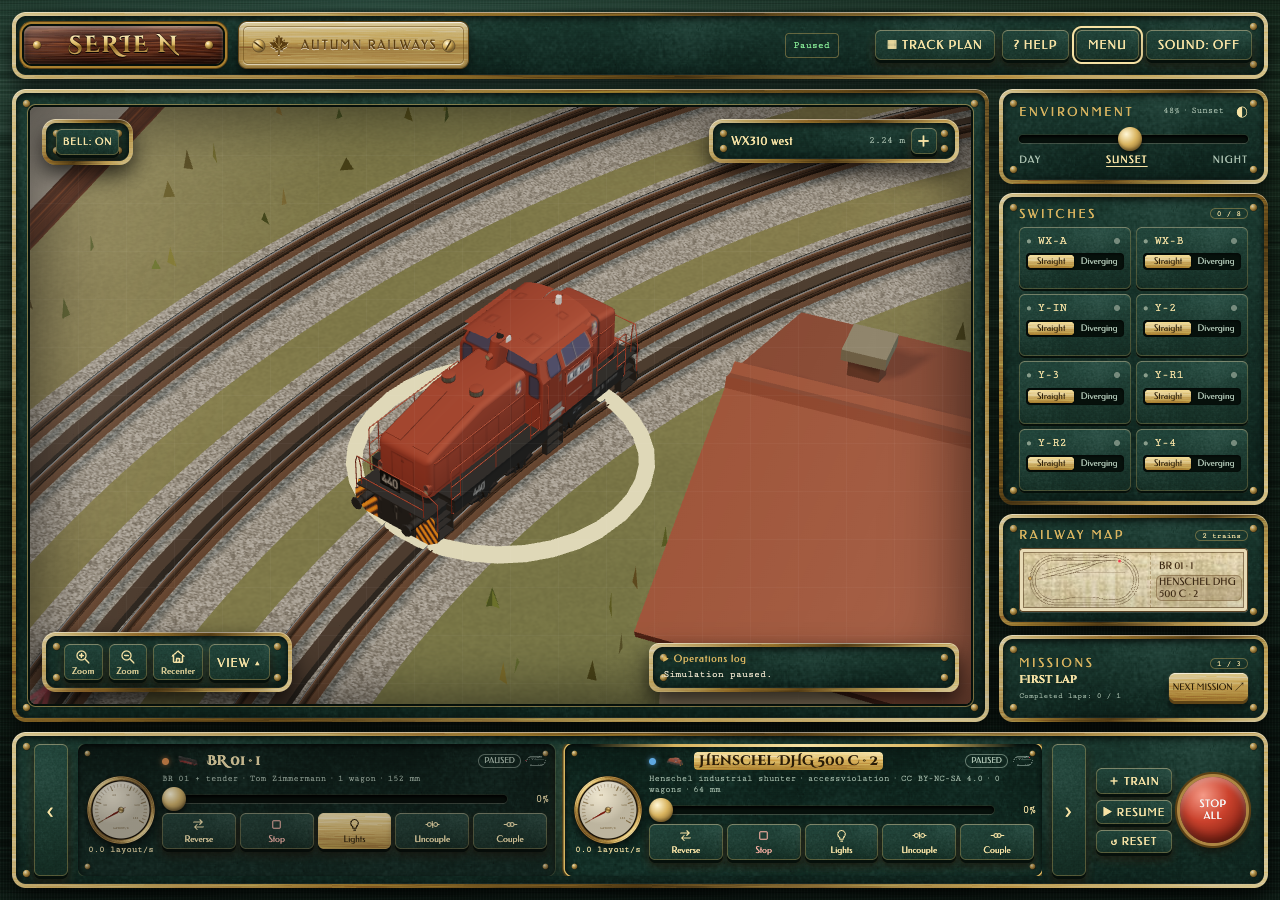 SERIE N
AUTUMN RAILWAYS
Paused
▦ TRACK PLAN
? HELP
MENU
SOUND: OFF
BELL: ON
WX310 west
2.24 m
+
440
440
Zoom
Zoom
Recenter
VIEW ▴
Operations log
Simulation paused.
ENVIRONMENT
48% · Sunset
DAY
SUNSET
NIGHT
SWITCHES
0 / 8
WX-A
Straight Diverging
WX-B
Straight Diverging
Y-IN
Straight Diverging
Y-2
Straight Diverging
Y-3
Straight Diverging
Y-R1
Straight Diverging
Y-R2
Straight Diverging
Y-4
Straight Diverging
RAILWAY MAP
2 trains
BR 01 · 1
HENSCHEL DHG
500 C · 2
MISSIONS
1 / 3
FIRST LAP
Completed laps: 0 / 1
NEXT MISSION ↗
❮
BR 01 · 1
PAUSED
BR 01 + tender · Tom Zimmermann · 1 wagon · 152 mm
0%
0.0 layout/s
Reverse
Stop
Lights
Uncouple
Couple
HENSCHEL DHG 500 C · 2
PAUSED
Henschel industrial shunter · accessviolation · CC BY-NC-SA 4.0 · 0
wagons · 64 mm
0%
0.0 layout/s
Reverse
Stop
Lights
Uncouple
Couple
❯
+ TRAIN
▶ RESUME
↺ RESET
STOP
ALL